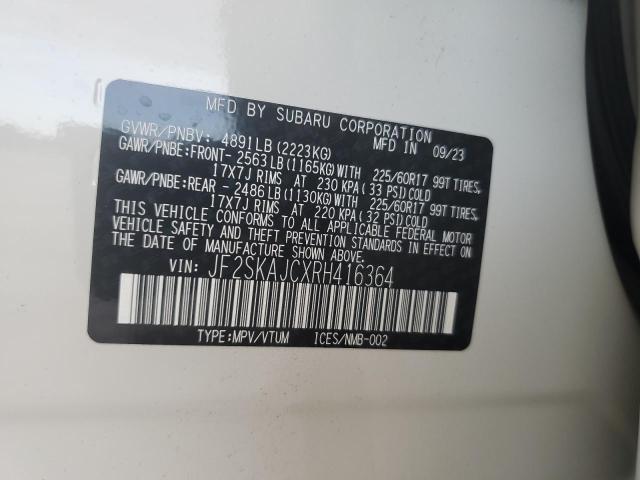 MFD BY SUBARU CORPORATION
GVWR/PNBV: 4891LB (2223KG) MFD IN 09/23
GAWR/PNBE:FRONT- 2563LB(1165KG)WITH 225/60R17 99T TIRES,
17X7J RIMS AT 230 KPA(33 PSI)COLD
GAWR/PNBE:REAR - 2486LB(1130KG)WITH 225/60R17 99T TIRES,
17X7J RIMS AT 220 KPA(32 PSI)COLD
THIS VEHICLE CONFORMS TO ALL APPLICABLE FEDERAL MOTOR
VEHICLE SAFETY AND THEFT PREVENTION STANDARDS IN EFFECT ON
THE DATE OF MANUFACTURE SHOWN ABOVE.
VIN: JF2SKAJCXRH416364
TYPE:MPV/VTUM ICES/NMB-002